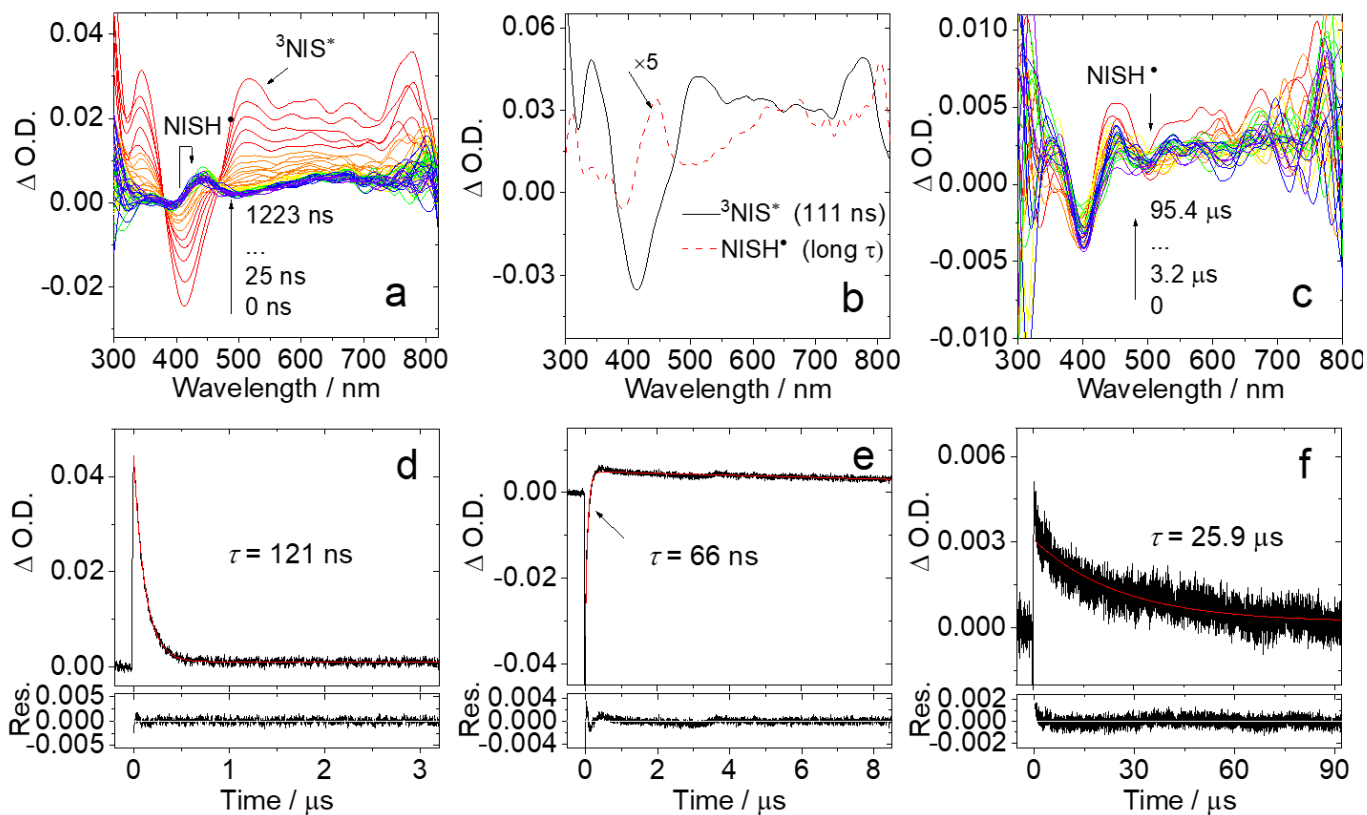 0.04
0.02
0.00
-0.02
Δ O.D.
³NIS*
NISH•
1223 ns
...
25 ns
0 ns
a
300 400 500 600 700 800
Wavelength / nm
0.06
0.03
0.00
-0.03
Δ O.D.
×5
³NIS* (111 ns)
NISH• (long τ)
b
300 400 500 600 700 800
Wavelength / nm
0.010
0.005
0.000
-0.005
-0.010
Δ O.D.
NISH•
95.4 μs
...
3.2 μs
0
c
300 400 500 600 700 800
Wavelength / nm
0.04
0.02
0.00
Δ O.D.
d
τ = 121 ns
0.005
0.000
-0.005
Res.
0 1 2 3
Time / μs
0.00
-0.02
-0.04
Δ O.D.
e
τ = 66 ns
0.004
0.000
-0.004
Res.
0 2 4 6 8
Time / μs
0.006
0.003
0.000
Δ O.D.
f
τ = 25.9 μs
0.002
0.000
-0.002
Res.
0 30 60 90
Time / μs